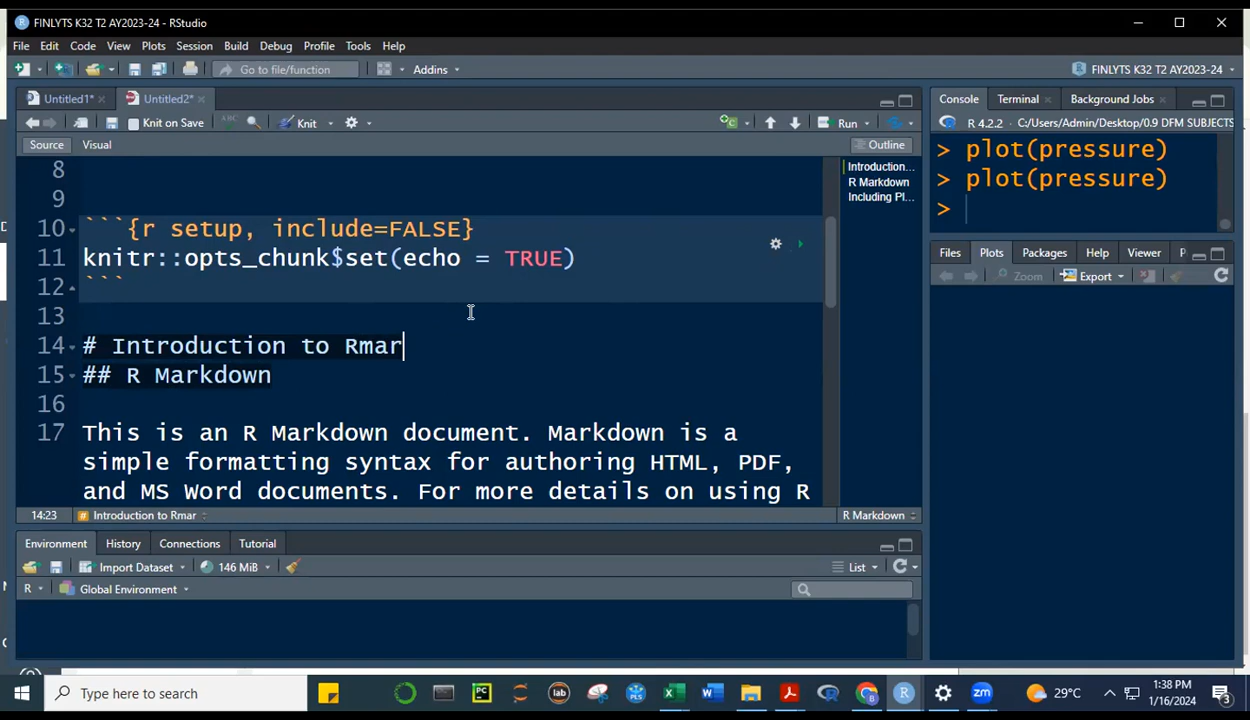 FINLYTS K32 T2 AY2023-24 - RStudio
File Edit Code View Plots Session Build Debug Profile Tools Help
Go to file/function Addins FINLYTS K32 T2 AY2023-24
Untitled1* Untitled2*
Knit on Save Knit Run
Source Visual Outline
8
9
10 ```{r setup, include=FALSE}
11 knitr::opts_chunk$set(echo = TRUE)
12 ```
13
14 # Introduction to Rmar
15 ## R Markdown
16
17 This is an R Markdown document. Markdown is a
simple formatting syntax for authoring HTML, PDF,
and MS Word documents. For more details on using R
Introduction...
R Markdown
Including Pl...
14:23 Introduction to Rmar R Markdown
Console Terminal Background Jobs
R 4.2.2 . C:/Users/Admin/Desktop/0.9 DFM SUBJECTS
> plot(pressure)
> plot(pressure)
>
Files Plots Packages Help Viewer P
Zoom Export
Environment History Connections Tutorial
Import Dataset 146 MiB List
R Global Environment
Type here to search
29°C 1:38 PM
1/16/2024
3